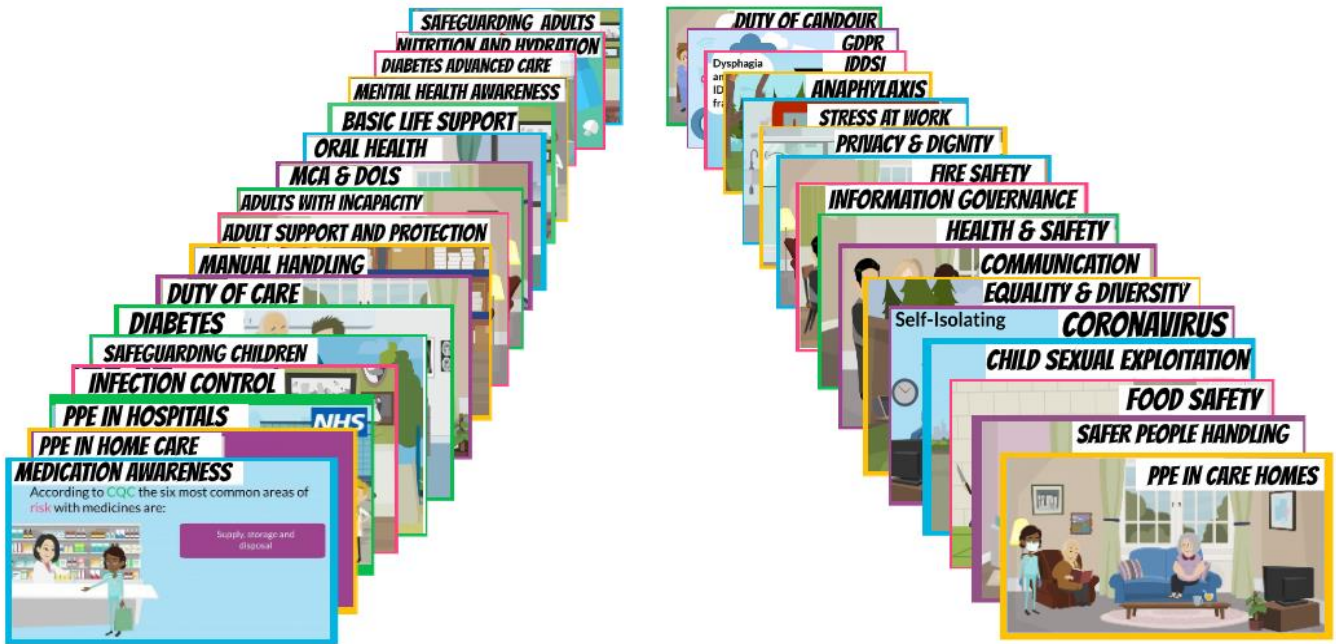 SAFEGUARDING ADULTS
NUTRITION AND HYDRATION
DIABETES ADVANCED CARE
MENTAL HEALTH AWARENESS
BASIC LIFE SUPPORT
ORAL HEALTH
MCA & DOLS
ADULTS WITH INCAPACITY
ADULT SUPPORT AND PROTECTION
MANUAL HANDLING
DUTY OF CARE
DIABETES
SAFEGUARDING CHILDREN
INFECTION CONTROL
PPE IN HOSPITALS
NHS
PPE IN HOME CARE
MEDICATION AWARENESS
According to CQC the six most common areas of
risk with medicines are:
Supply, storage and
disposal
DUTY OF CANDOUR
GDPR
IDDSI
Dysphagia
ANAPHYLAXIS
STRESS AT WORK
PRIVACY & DIGNITY
FIRE SAFETY
INFORMATION GOVERNANCE
HEALTH & SAFETY
COMMUNICATION
EQUALITY & DIVERSITY
Self-Isolating
CORONAVIRUS
CHILD SEXUAL EXPLOITATION
FOOD SAFETY
SAFER PEOPLE HANDLING
PPE IN CARE HOMES